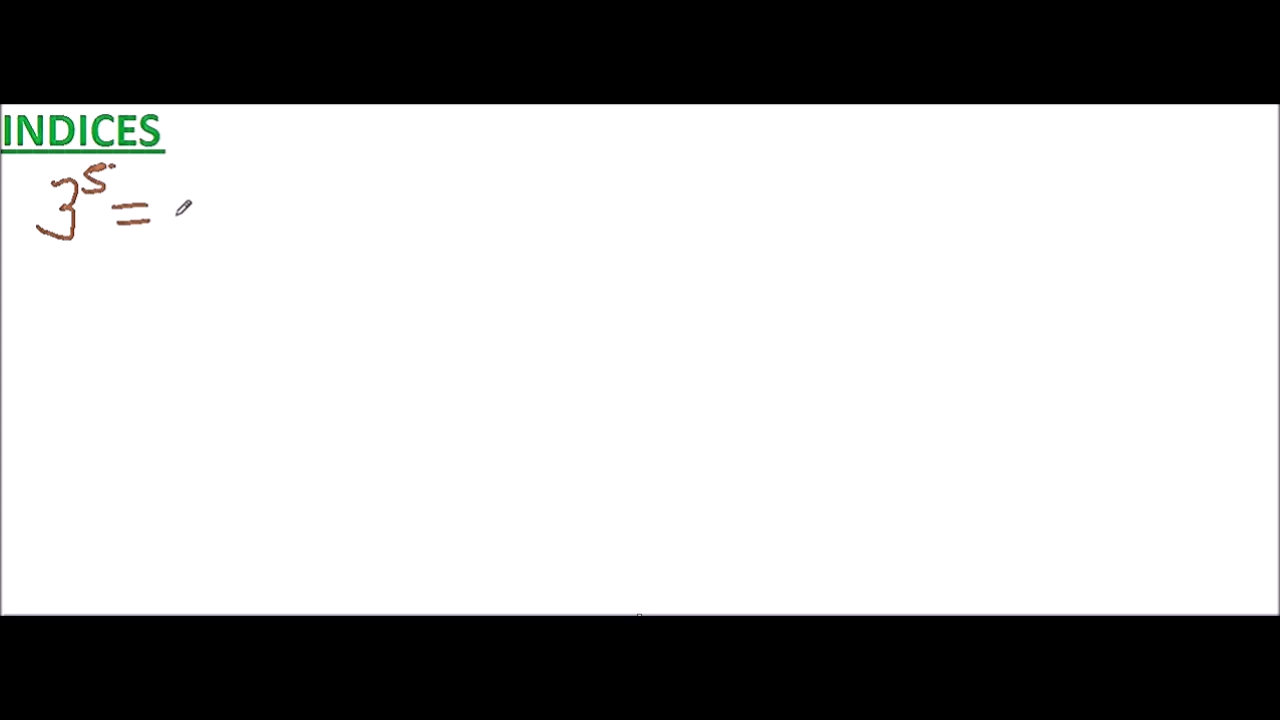 INDICES
3⁵ =